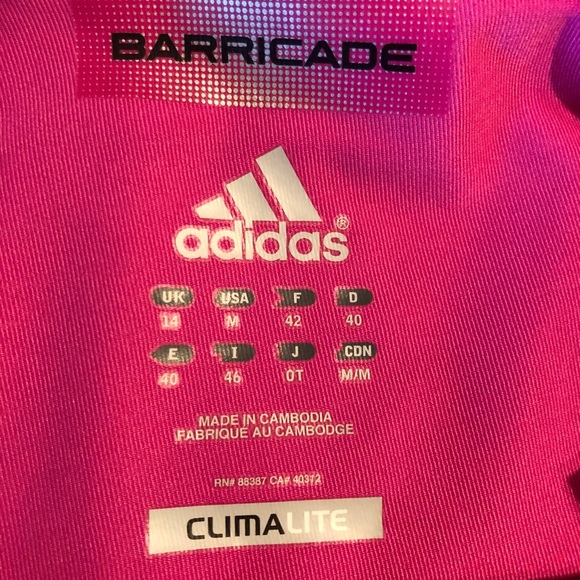 BARRICADE
adidas®
UK USA F D
14 M 42 40
E I J CDN
40 46 OT M/M
MADE IN CAMBODIA
FABRIQUE AU CAMBODGE
RN# 88387 CA# 40372
CLIMALITE